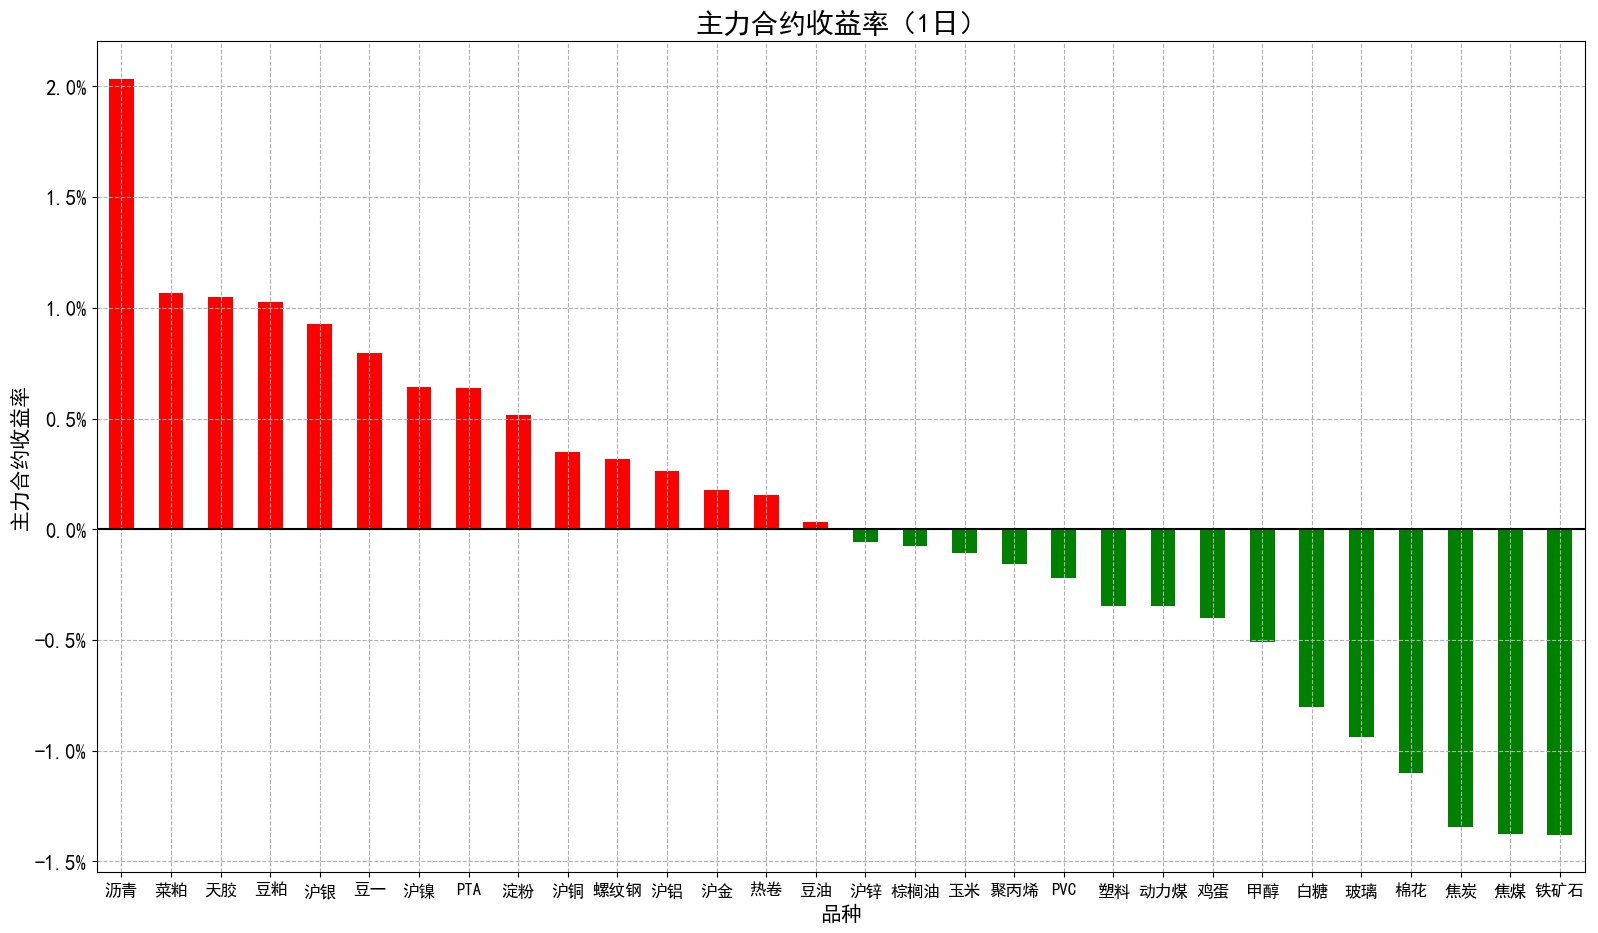 主力合约收益率（1日）
主力合约收益率
2.0%
1.5%
1.0%
0.5%
0.0%
−0.5%
−1.0%
−1.5%
沥青 菜粕 天胶 豆粕 沪银 豆一 沪镍 PTA 淀粉 沪铜 螺纹钢 沪铝 沪金 热卷 豆油 沪锌 棕榈油 玉米 聚丙烯 PVC 塑料 动力煤 鸡蛋 甲醇 白糖 玻璃 棉花 焦炭 焦煤 铁矿石
品种